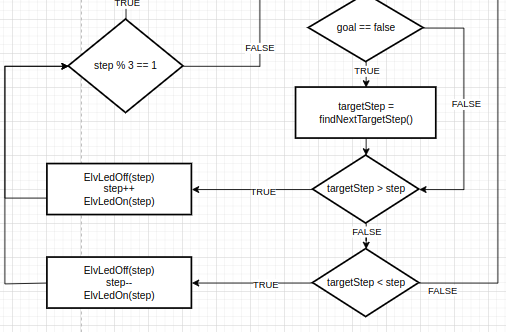 TRUE
goal == false
FALSE
step % 3 == 1
TRUE
targetStep =
findNextTargetStep()
FALSE
ElvLedOff(step)
step++
ElvLedOn(step)
TRUE
targetStep > step
FALSE
ElvLedOff(step)
step--
ElvLedOn(step)
TRUE
targetStep < step
FALSE